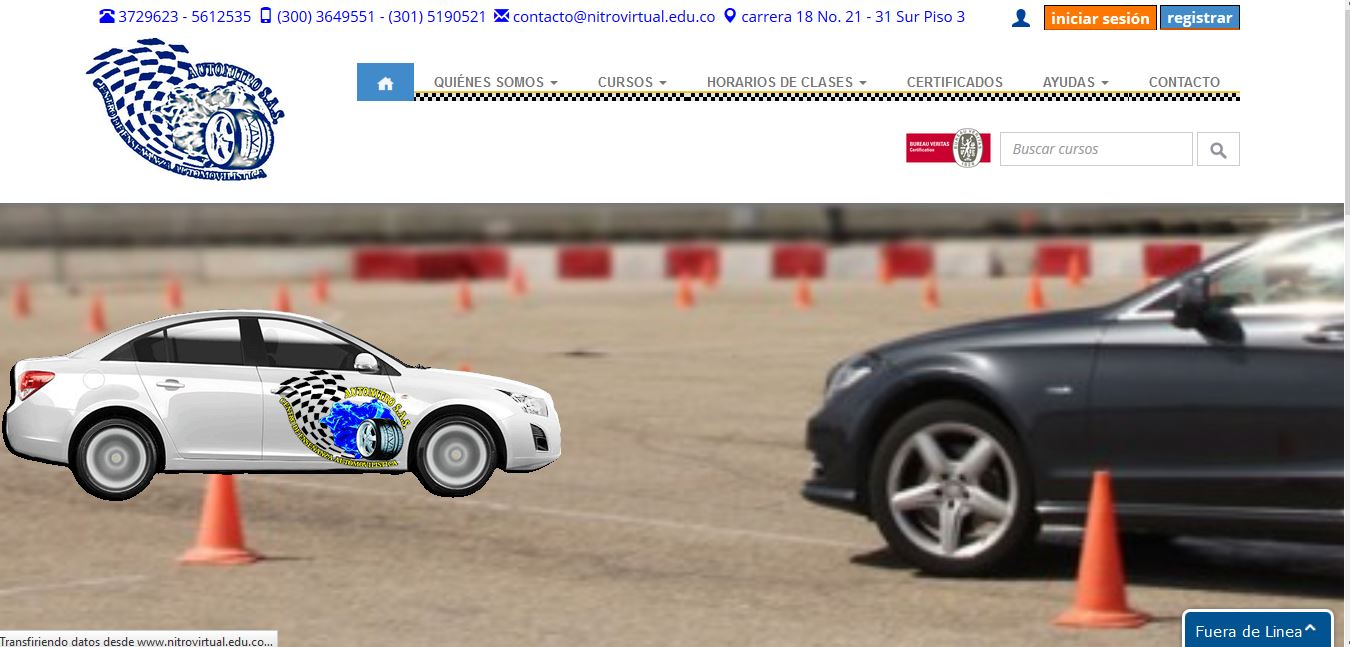 3729623 - 5612535 (300) 3649551 - (301) 5190521 contacto@nitrovirtual.edu.co carrera 18 No. 21 - 31 Sur Piso 3
iniciar sesión registrar
AUTONITRO S.A.S.
CENTRO DE ENSEÑANZA AUTOMOVILISTICA
QUIÉNES SOMOS CURSOS HORARIOS DE CLASES CERTIFICADOS AYUDAS CONTACTO
BUREAU VERITAS
Certification
Buscar cursos
AUTONITRO S.A.S.
CENTRO DE ENSEÑANZA AUTOMOVILISTICA
Transfiriendo datos desde www.nitrovirtual.edu.co...
Fuera de Linea